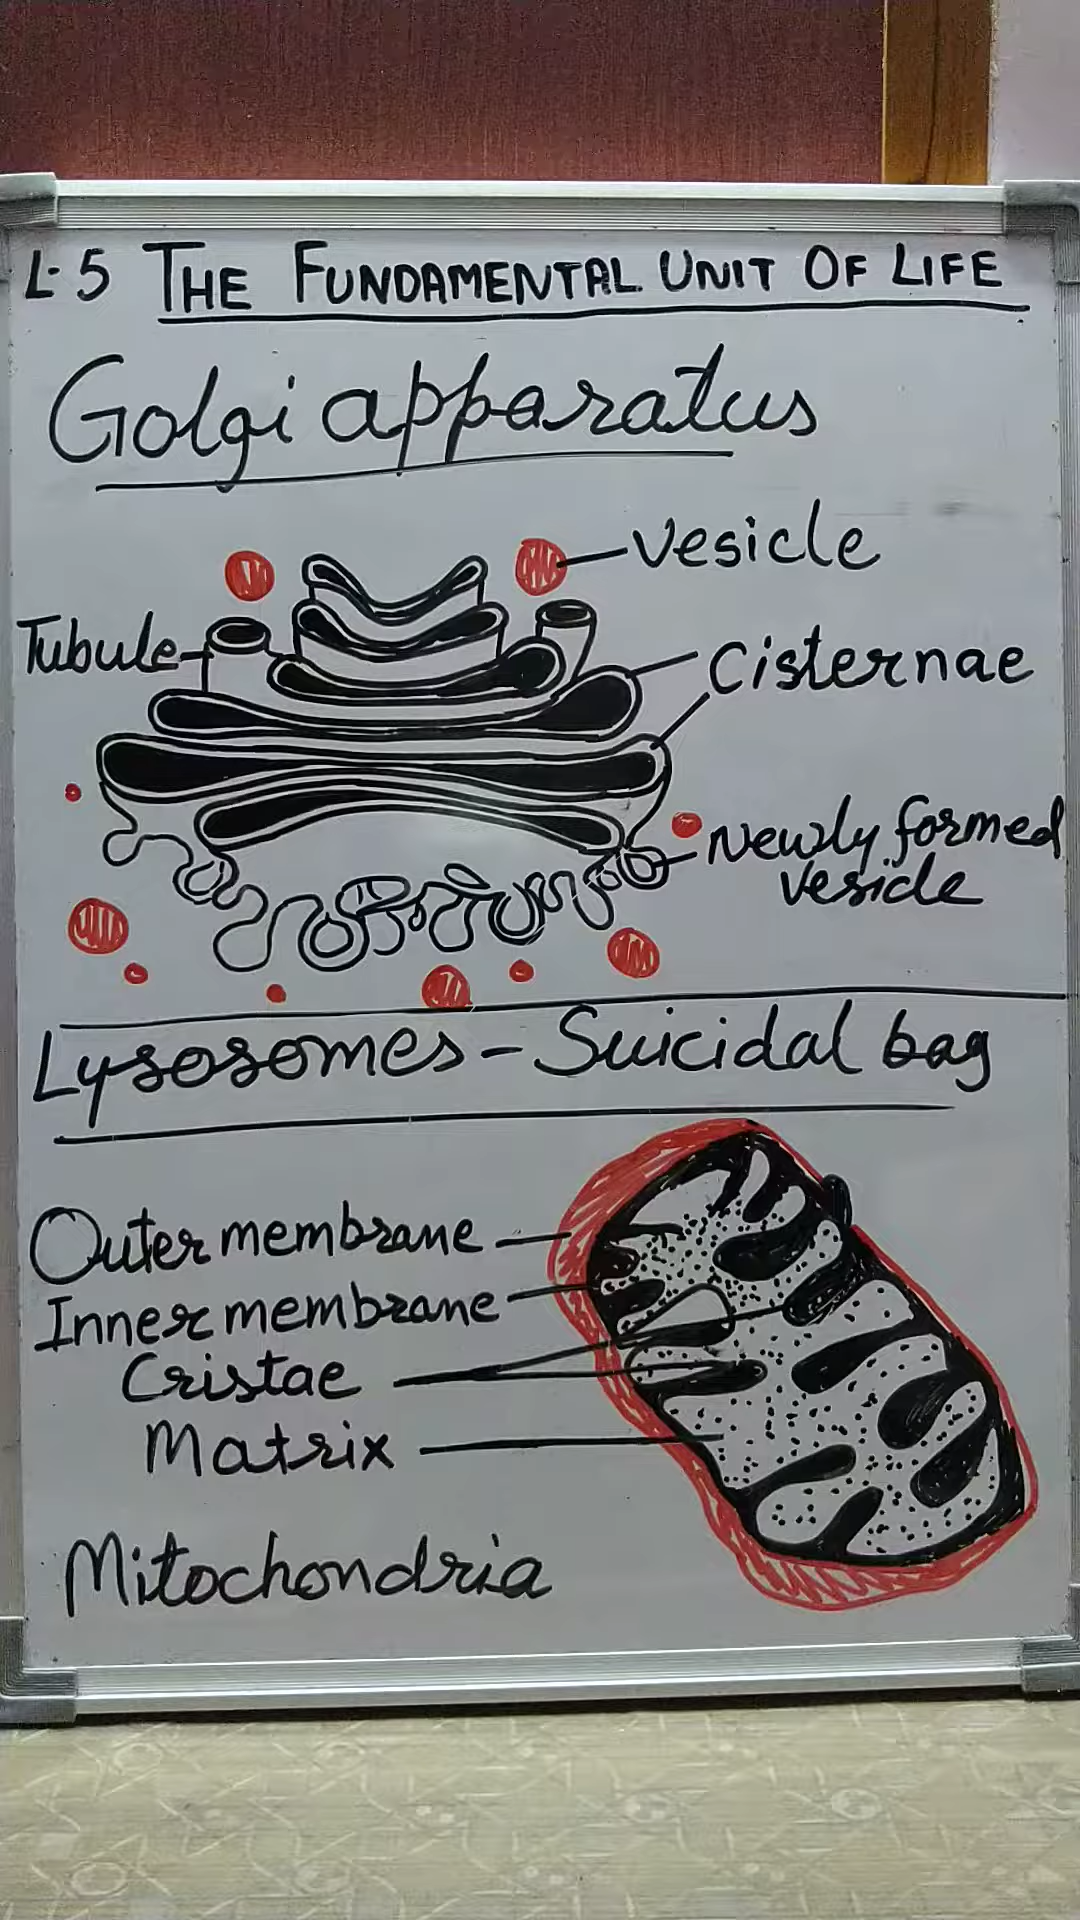 L-5 THE FUNDAMENTAL UNIT OF LIFE
Golgi apparatus
Vesicle
Tubule
Cisternae
Newly formed
vesicle
Lysosomes - Suicidal bag
Outer membrane
Inner membrane
Cristae
Matrix
Mitochondria